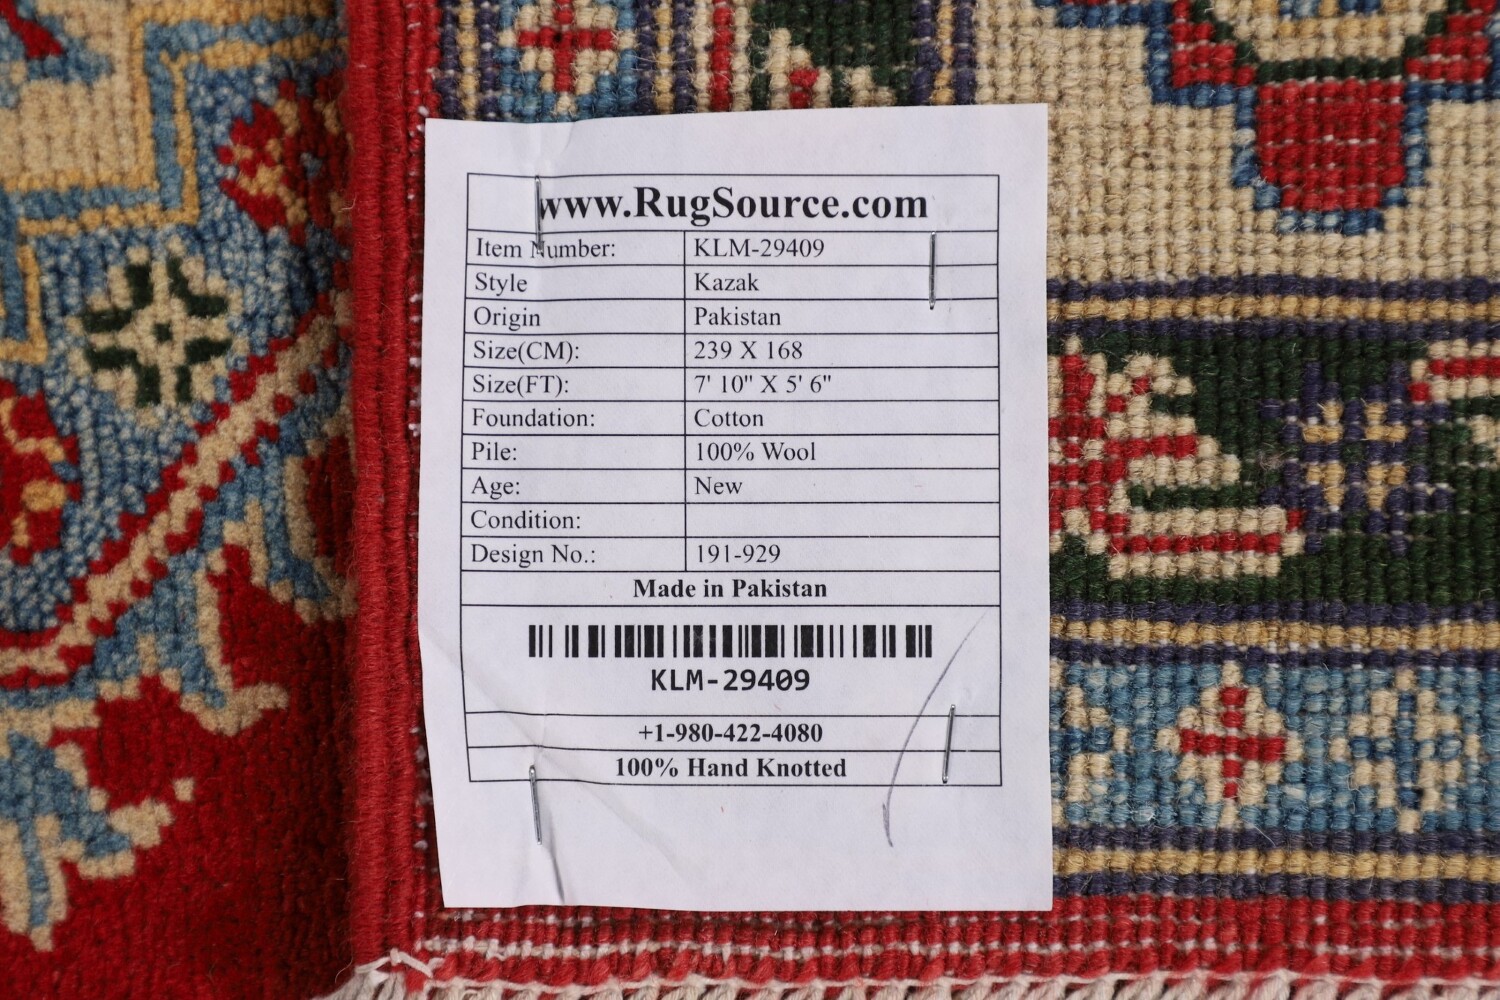 www.RugSource.com
Item Number: KLM-29409
Style Kazak
Origin Pakistan
Size(CM): 239 X 168
Size(FT): 7' 10" X 5' 6"
Foundation: Cotton
Pile: 100% Wool
Age: New
Condition:
Design No.: 191-929
Made in Pakistan
KLM-29409
+1-980-422-4080
100% Hand Knotted